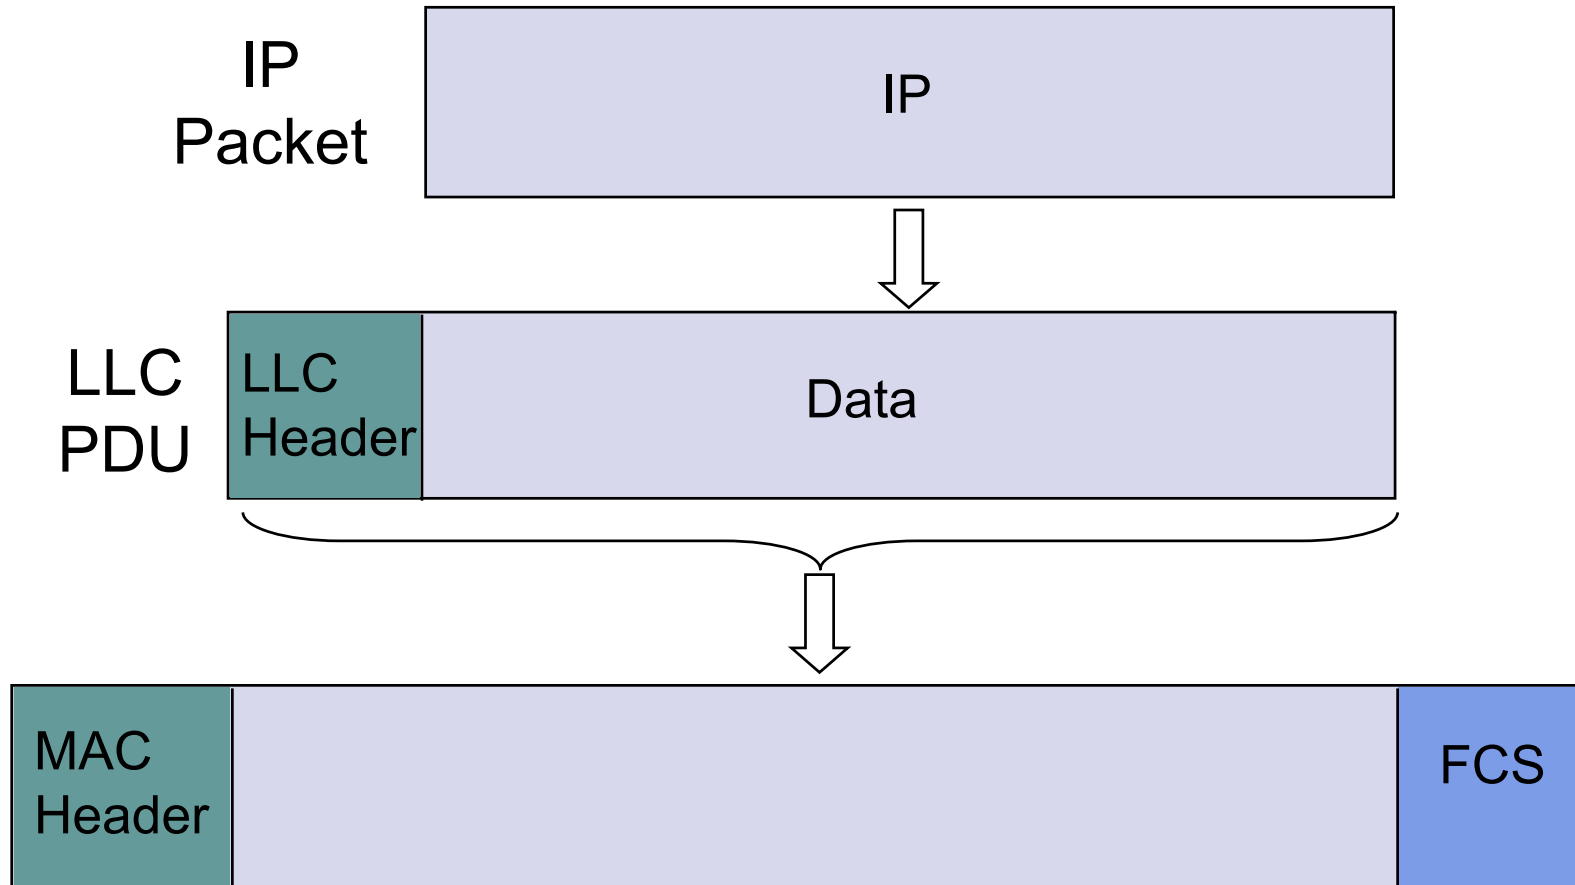 IP
Packet
IP
LLC
PDU
LLC
Header
Data
MAC
Header
FCS